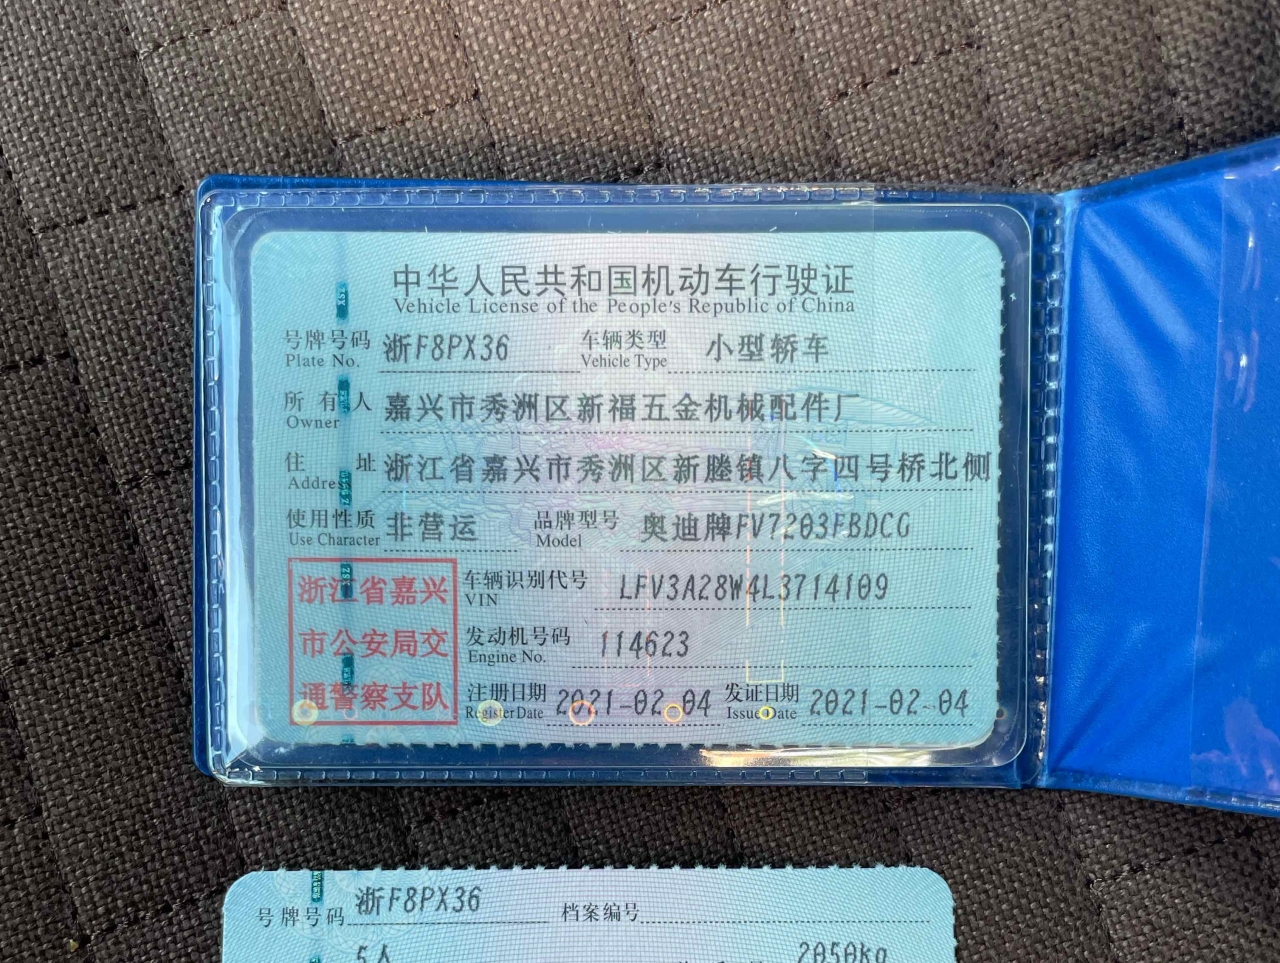 中华人民共和国机动车行驶证
Vehicle License of the People's Republic of China
号牌号码 浙F8PX36 车辆类型 小型轿车
Plate No. Vehicle Type
所有人 嘉兴市秀洲区新福五金机械配件厂
Owner
住址 浙江省嘉兴市秀洲区新塍镇八字四号桥北侧
Address
使用性质 非营运 品牌型号 奥迪牌FV7203FBDCG
Use Character Model
浙江省嘉兴
市公安局交
通警察支队
车辆识别代号 LFV3A28W4L3714109
VIN
发动机号码 114623
Engine No.
注册日期 2021-02-04 发证日期 2021-02-04
Register Date Issue Date
号牌号码 浙F8PX36 档案编号
5人 2050kg